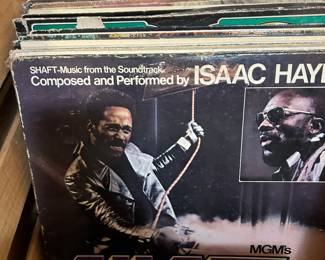 SHAFT-Music from the Soundtrack
Composed and Performed by ISAAC HAY
MGM's